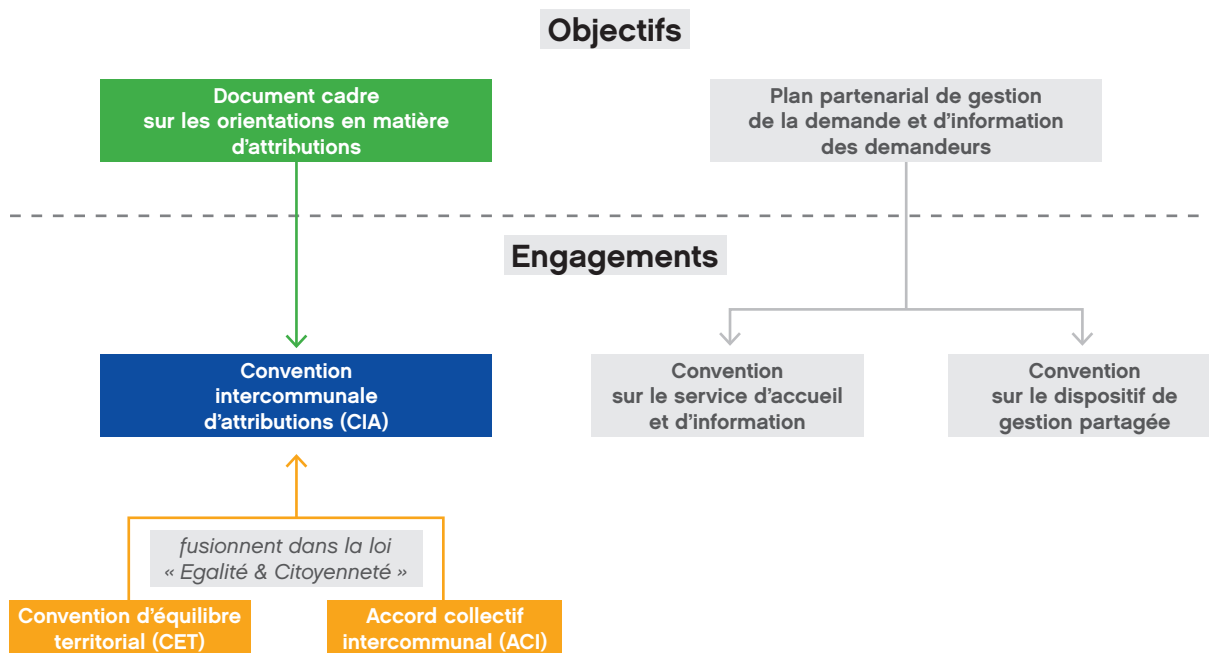 Objectifs
Document cadre
sur les orientations en matière
d'attributions
Plan partenarial de gestion
de la demande et d'information
des demandeurs
Engagements
Convention
intercommunale
d'attributions (CIA)
Convention
sur le service d'accueil
et d'information
Convention
sur le dispositif de
gestion partagée
fusionnent dans la loi
« Egalité & Citoyenneté »
Convention d'équilibre
territorial (CET)
Accord collectif
intercommunal (ACI)